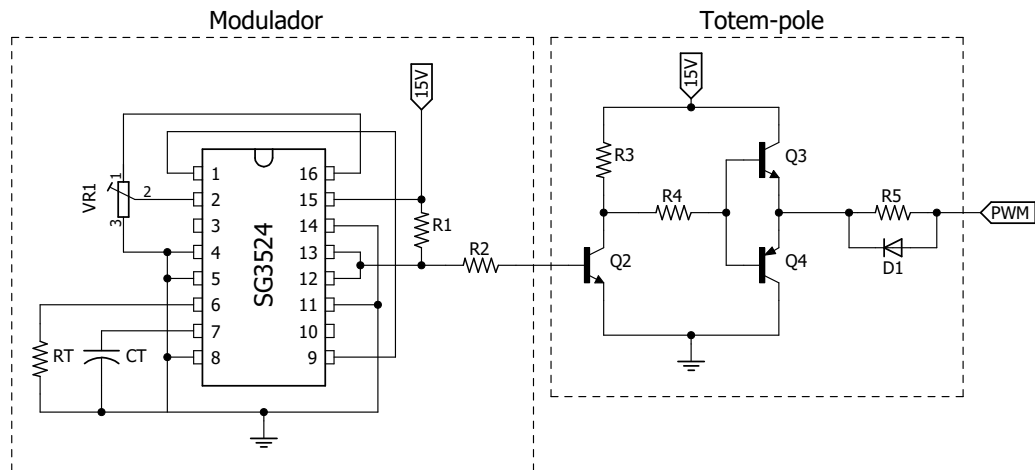 Modulador
Totem-pole
15V
15V
VR1
1
2
3
SG3524
1
2
3
4
5
6
7
8
16
15
14
13
12
11
10
9
RT
CT
R1
R2
R3
R4
Q2
Q3
Q4
R5
D1
PWM